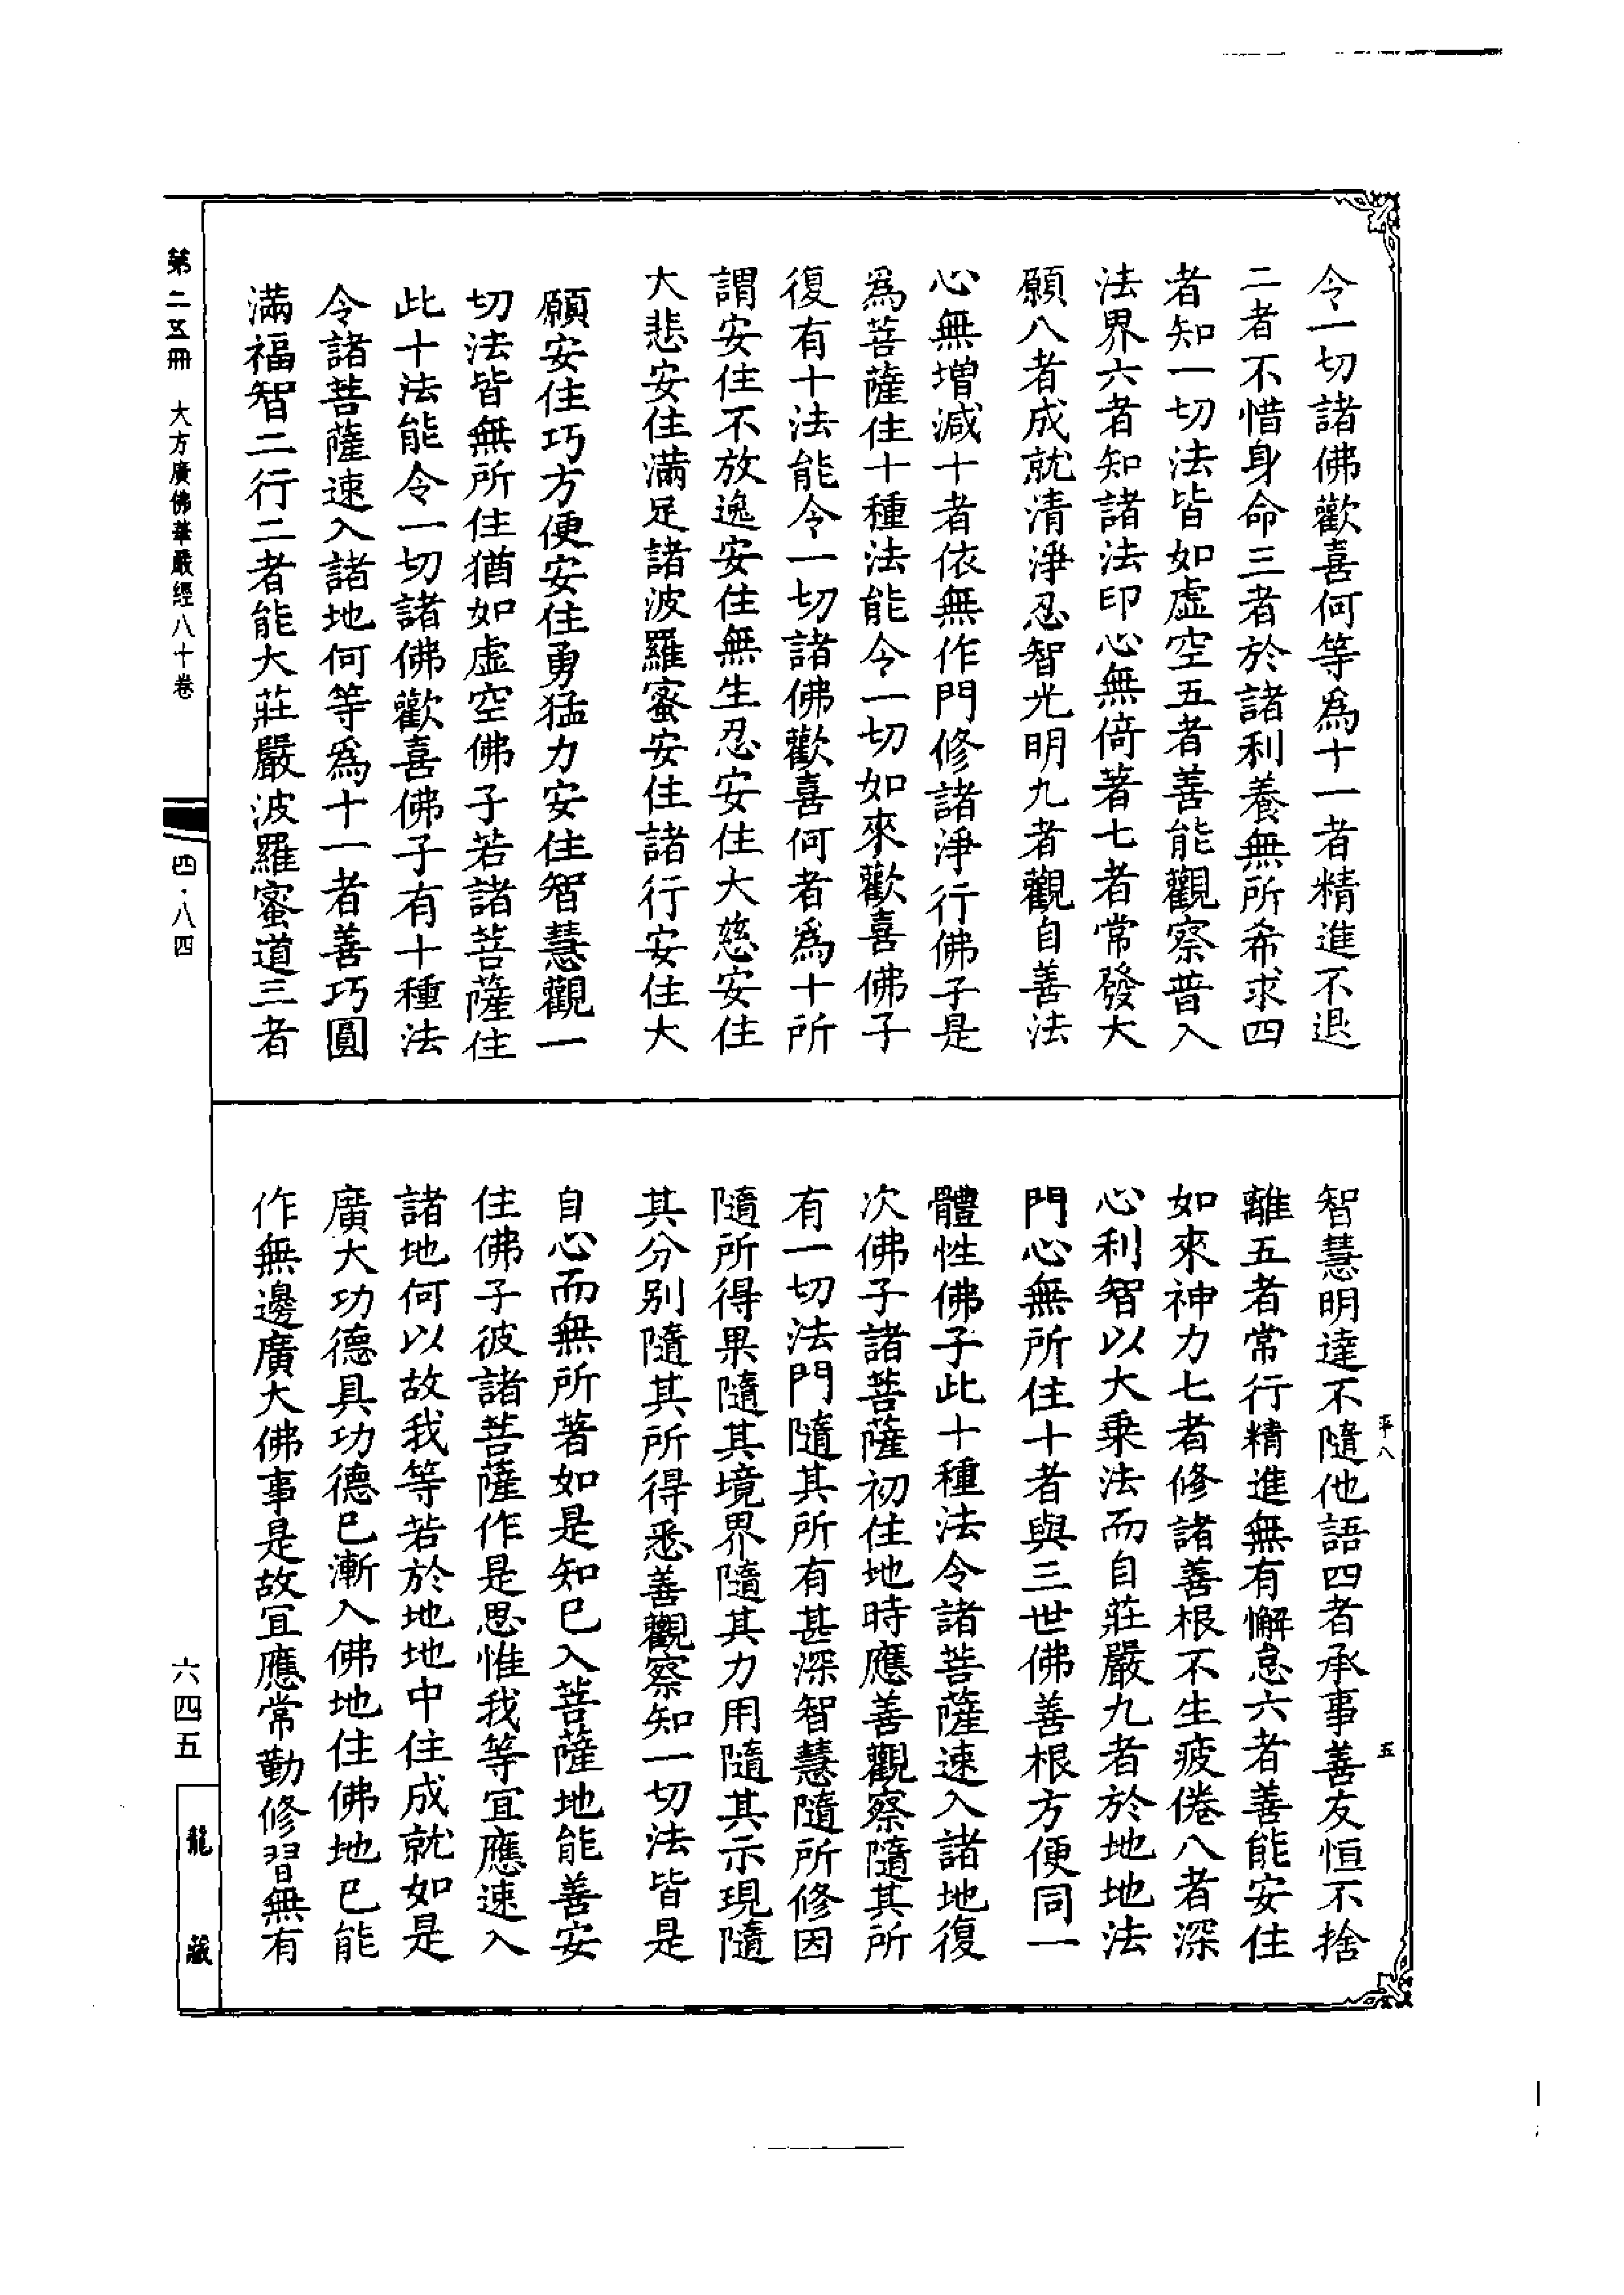 令一切諸佛歡喜何等爲十一者精進不退
二者不惜身命三者於諸利養無所希求四
者知一切法皆如虛空五者善能觀察普入
法界六者知諸法印心無倚著七者常發大
願八者成就清淨忍智光明九者觀自善法
心無增減十者依無作門修諸淨行佛子是
爲菩薩住十種法能令一切如來歡喜佛子
復有十法能令一切諸佛歡喜何者爲十所
謂安住不放逸安住無生忍安住大慈安住
大悲安住滿足諸波羅蜜安住諸行安住大
願安住巧方便安住勇猛力安住智慧觀一
切法皆無所住猶如虛空佛子若諸菩薩住
此十法能令一切諸佛歡喜佛子有十種法
令諸菩薩速入諸地何等爲十一者善巧圓
滿福智二行二者能大莊嚴波羅蜜道三者
智慧明達不隨他語四者承事善友恒不捨
離五者常行精進無有懈怠六者善能安住
如來神力七者修諸善根不生疲倦八者深
心利智以大乘法而自莊嚴九者於地地法
門心無所住十者與三世佛善根方便同一
體性佛子此十種法令諸菩薩速入諸地復
次佛子諸菩薩初住地時應善觀察隨其所
有一切法門隨其所有甚深智慧隨所修因
隨所得果隨其境界隨其力用隨其示現隨
其分別隨其所得悉善觀察知一切法皆是
自心而無所著如是知已入菩薩地能善安
住佛子彼諸菩薩作是思惟我等宜應速入
諸地何以故我等若於地地中住成就如是
廣大功德具功德已漸入佛地住佛地已能
作無邊廣大佛事是故宜應常勤修習無有
平八
五
第二五冊 大方廣佛華嚴經八十卷
四·八四
六四五
龍藏